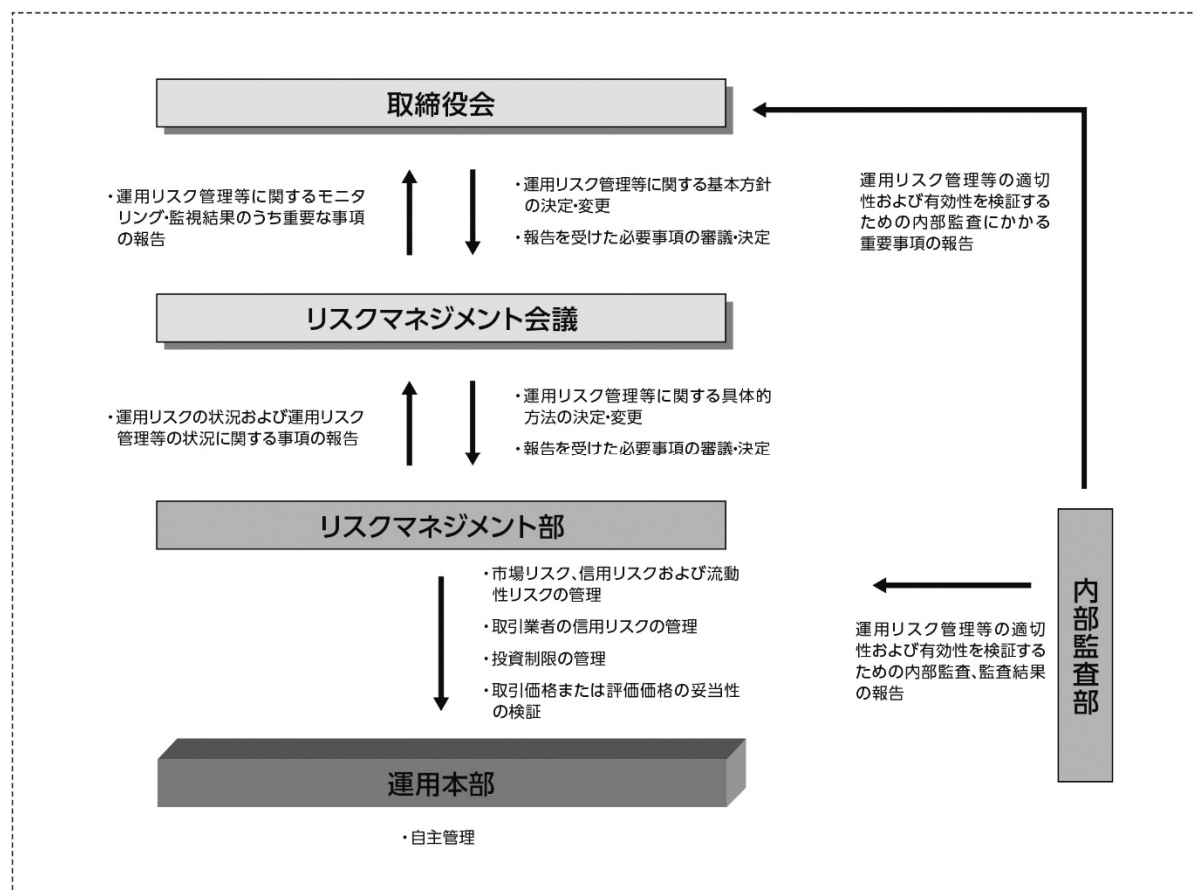 取締役会
・運用リスク管理等に関するモニタ
リング・監視結果のうち重要な事項
の報告
・運用リスク管理等に関する基本方針
の決定・変更
・報告を受けた必要事項の審議・決定
運用リスク管理等の適切
性および有効性を検証する
ための内部監査にかかる
重要事項の報告
リスクマネジメント会議
・運用リスクの状況および運用リスク
管理等の状況に関する事項の報告
・運用リスク管理等に関する具体的
方法の決定・変更
・報告を受けた必要事項の審議・決定
リスクマネジメント部
・市場リスク、信用リスクおよび流動
性リスクの管理
・取引業者の信用リスクの管理
・投資制限の管理
・取引価格または評価価格の妥当性
の検証
運用リスク管理等の適切
性および有効性を検証する
ための内部監査、監査結果
の報告
内部監査部
運用本部
・自主管理